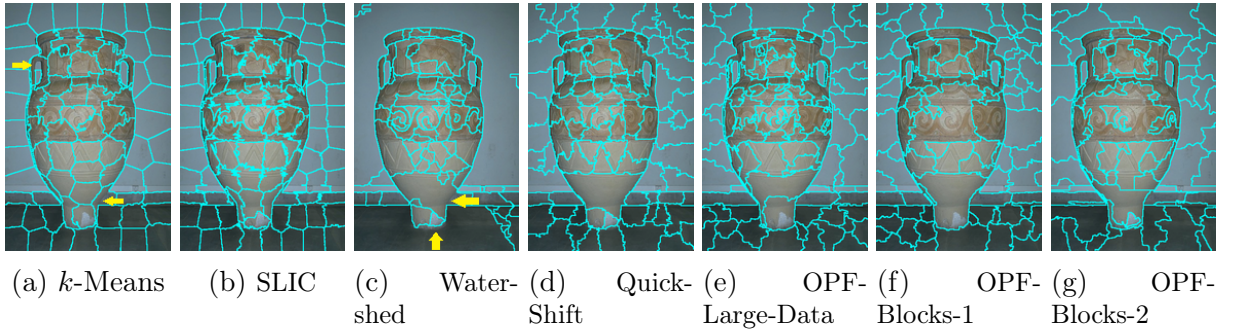 (a) k-Means (b) SLIC (c) Water- (d) Quick- (e) OPF- (f) OPF- (g) OPF-
shed Shift Large-Data Blocks-1 Blocks-2